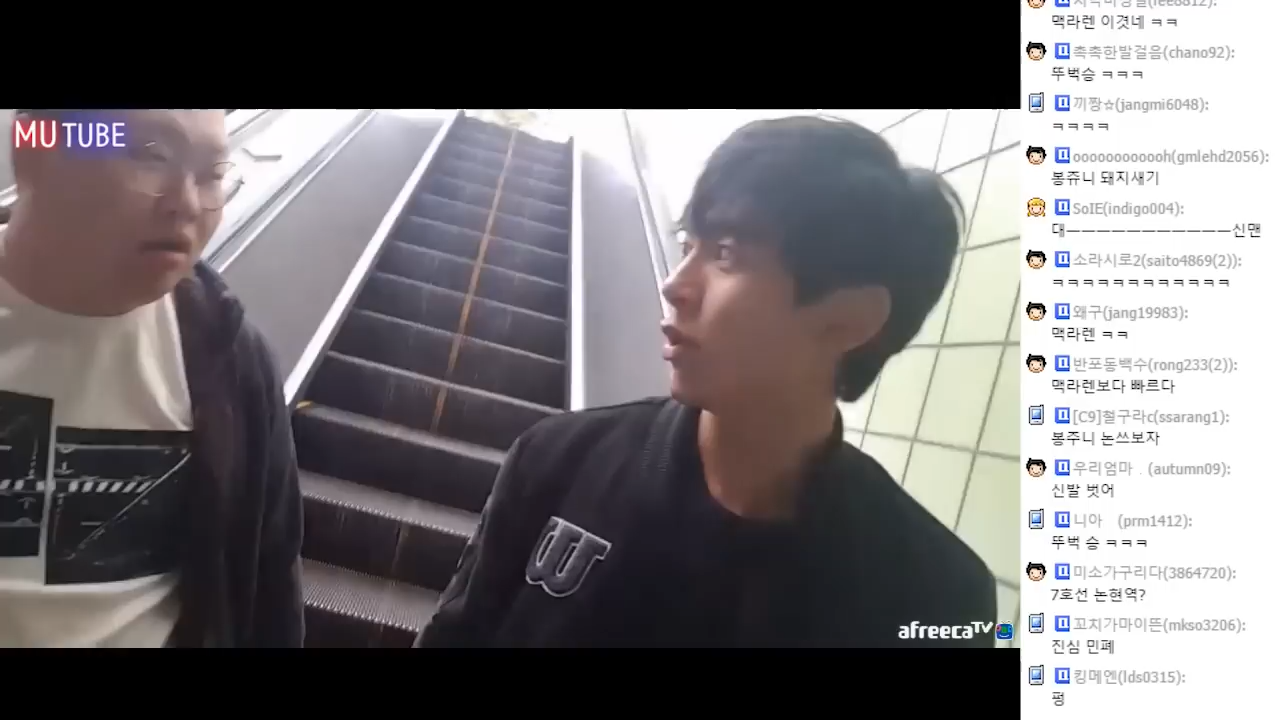 MU TUBE
맥라렌 이겼네 ㅋㅋ
촉촉한발걸음(chano92):
뚜벅승 ㅋㅋㅋ
끼짱☆(jangmi6048):
ㅋㅋㅋㅋ
oooooooooooh(gmlehd2056):
봉쥬니 돼지새기
SoIE(indigo004):
대ㅡㅡㅡㅡㅡㅡㅡㅡㅡㅡㅡ신맨
소라시로2(saito4869(2)):
ㅋㅋㅋㅋㅋㅋㅋㅋㅋㅋㅋㅋ
왜구(jang19983):
맥라렌 ㅋㅋ
반포동백수(rong233(2)):
맥라렌보다 빠르다
[C9]철구라c(ssarang1):
봉주니 논쓰보자
우리엄마 . (autumn09):
신발 벗어
니아 (prm1412):
뚜벅 승 ㅋㅋㅋ
미소가구리다(3864720):
7호선 논현역?
꼬치가마이뜬(mkso3206):
진심 민폐
킹메엔(lds0315):
펑
W
afreecaTV